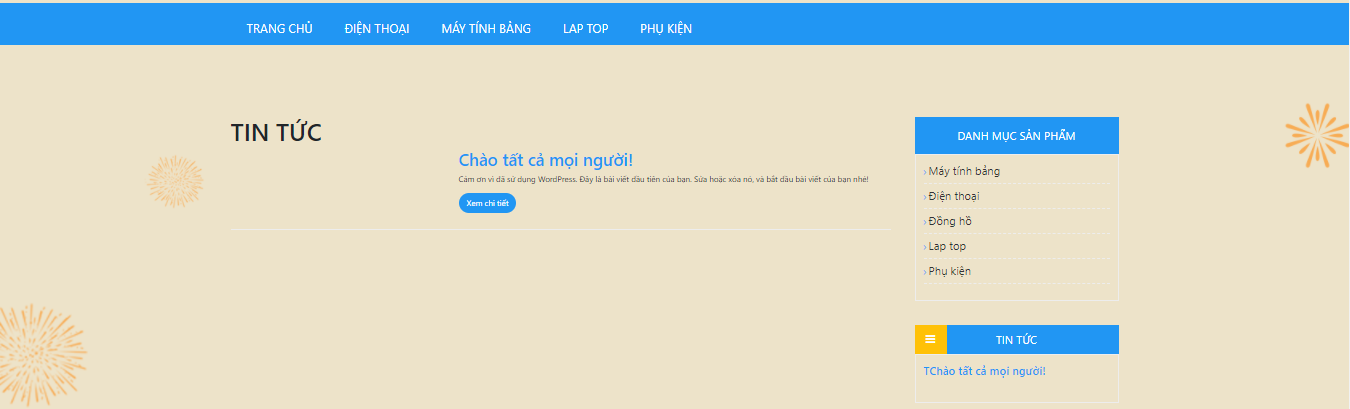 TRANG CHỦ ĐIỆN THOẠI MÁY TÍNH BẢNG LAP TOP PHỤ KIỆN
TIN TỨC
Chào tất cả mọi người!
Cảm ơn vì đã sử dụng WordPress. Đây là bài viết đầu tiên của bạn. Sửa hoặc xóa nó, và bắt đầu bài viết của bạn nhé!
Xem chi tiết
DANH MỤC SẢN PHẨM
› Máy tính bảng
› Điện thoại
› Đồng hồ
› Lap top
› Phụ kiện
TIN TỨC
TChào tất cả mọi người!